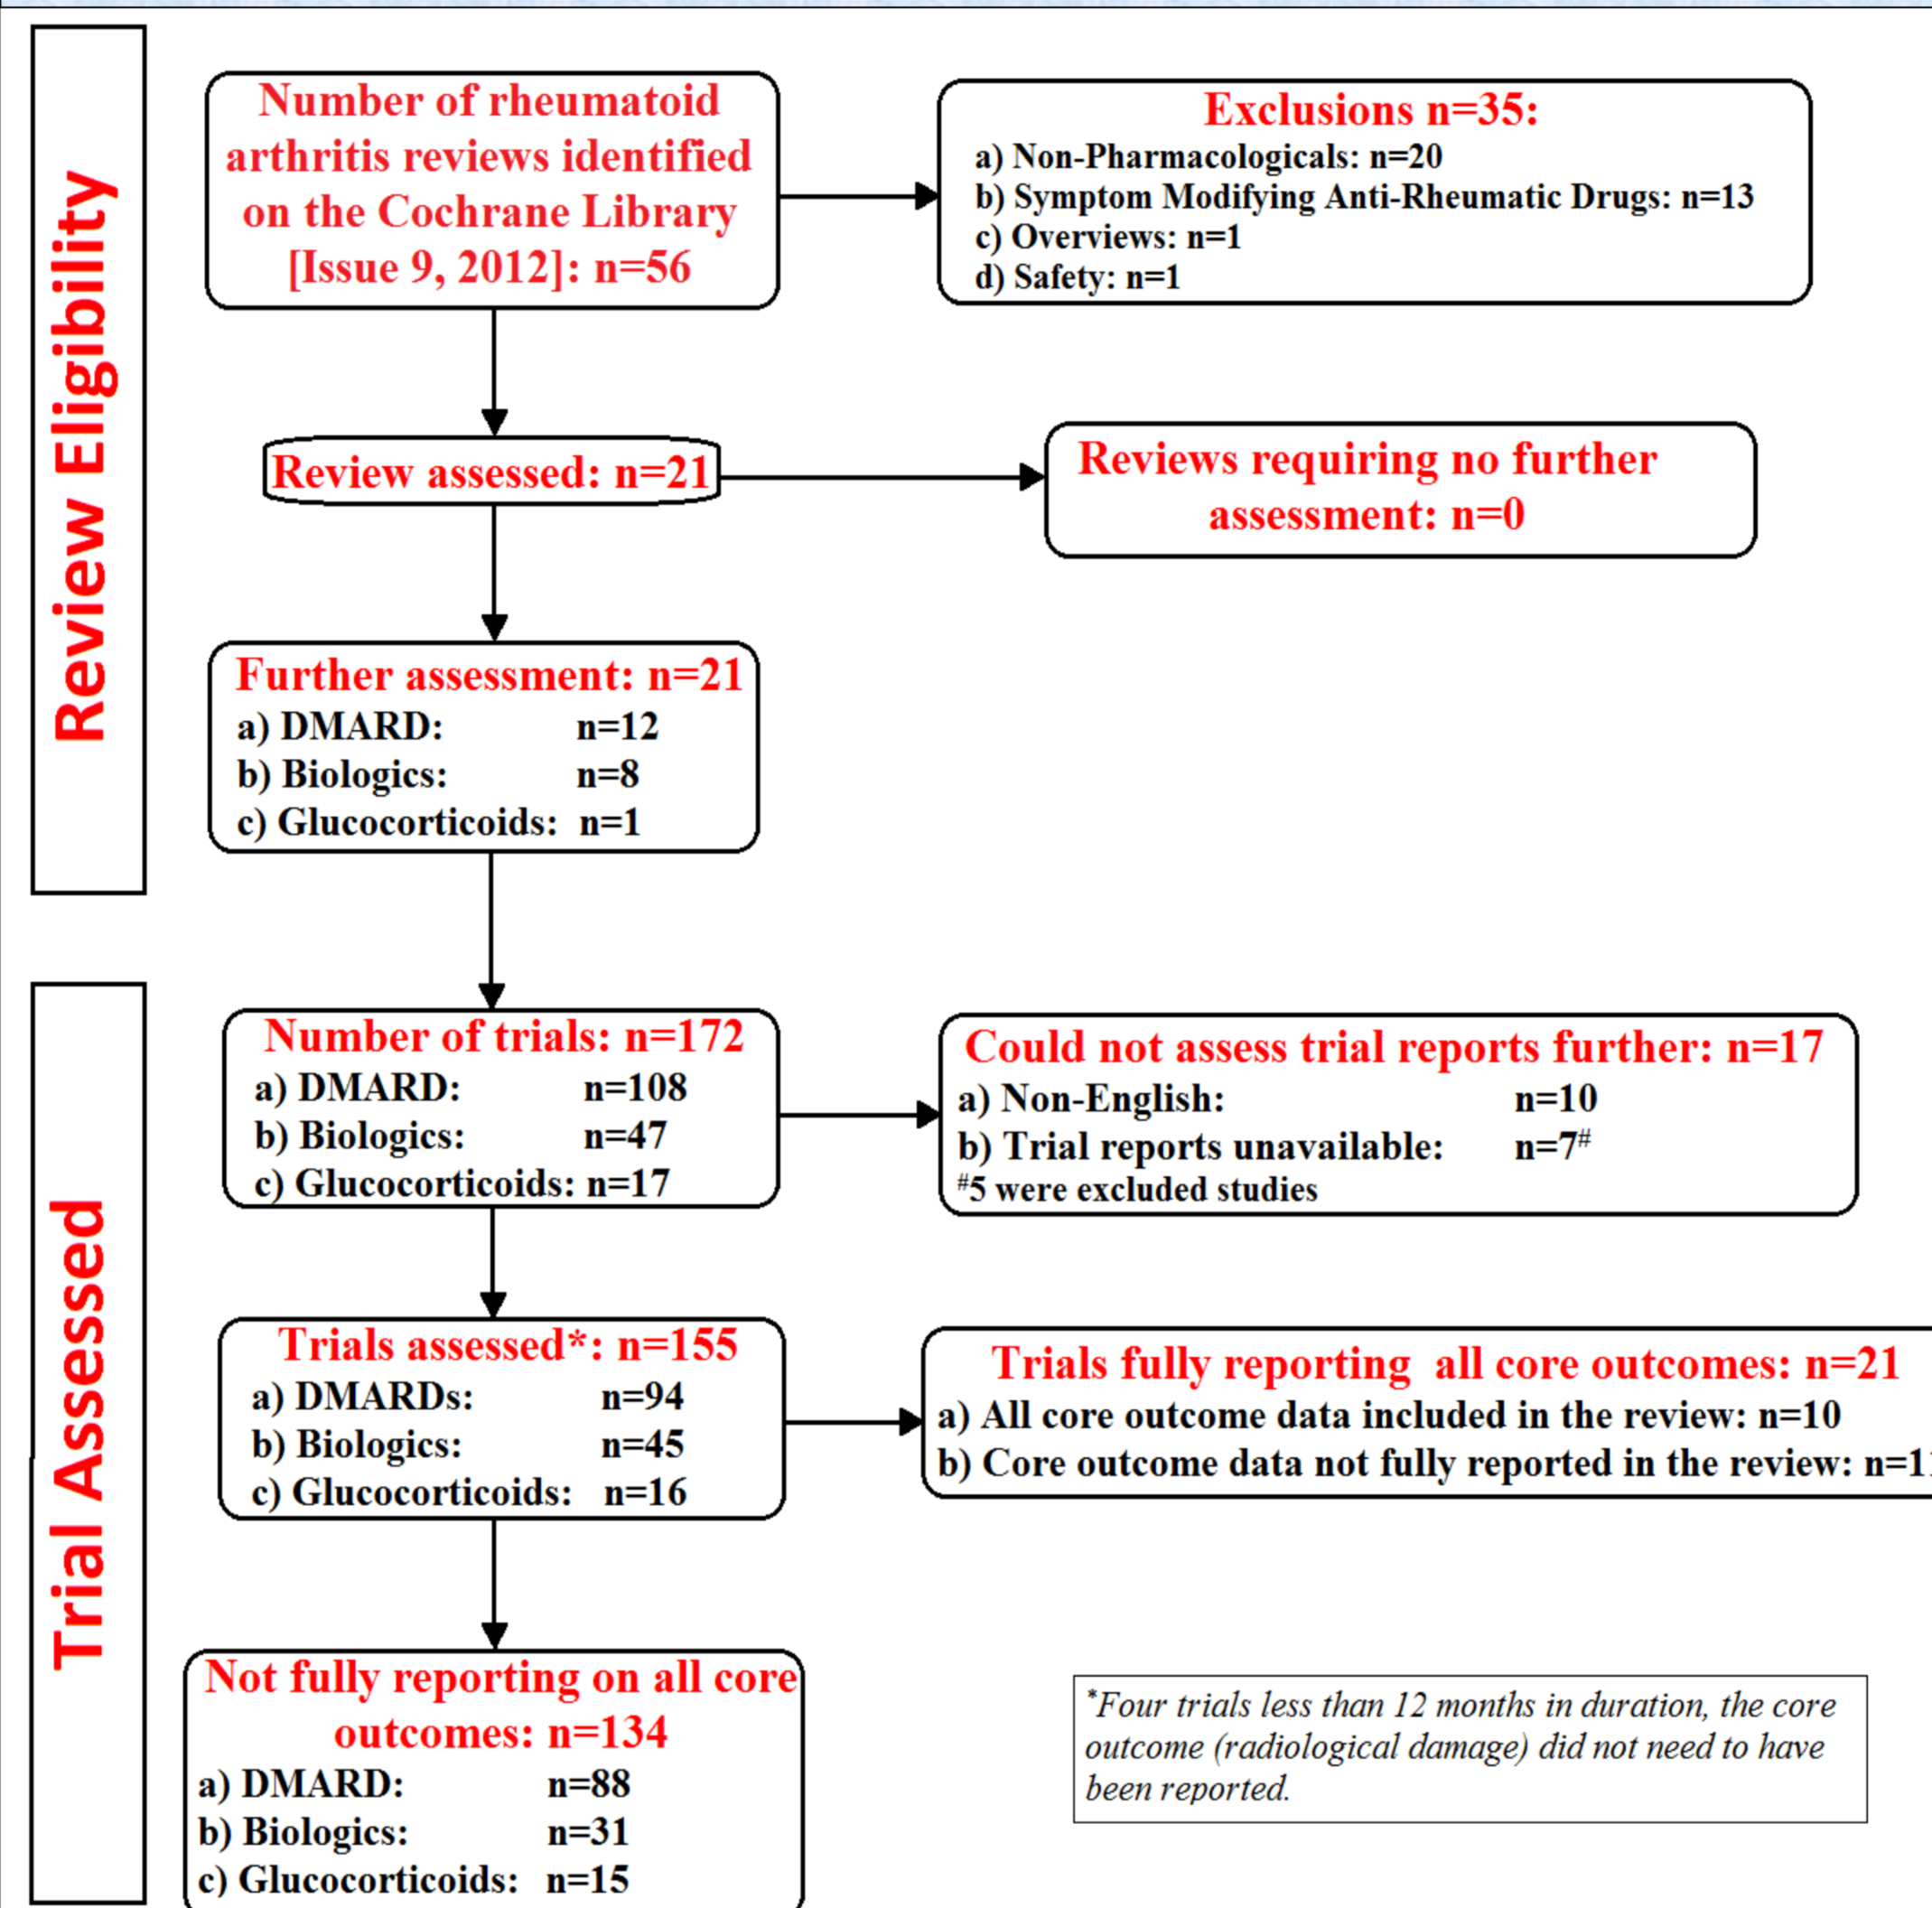 Review Eligibility
Number of rheumatoid
arthritis reviews identified
on the Cochrane Library
[Issue 9, 2012]: n=56
Exclusions n=35:
a) Non-Pharmacologicals: n=20
b) Symptom Modifying Anti-Rheumatic Drugs: n=13
c) Overviews: n=1
d) Safety: n=1
Review assessed: n=21
Reviews requiring no further
assessment: n=0
Further assessment: n=21
a) DMARD: n=12
b) Biologics: n=8
c) Glucocorticoids: n=1
Trial Assessed
Number of trials: n=172
a) DMARD: n=108
b) Biologics: n=47
c) Glucocorticoids: n=17
Could not assess trial reports further: n=17
a) Non-English: n=10
b) Trial reports unavailable: n=7#
#5 were excluded studies
Trials assessed*: n=155
a) DMARDs: n=94
b) Biologics: n=45
c) Glucocorticoids: n=16
Trials fully reporting all core outcomes: n=21
a) All core outcome data included in the review: n=10
b) Core outcome data not fully reported in the review: n=11
Not fully reporting on all core
outcomes: n=134
a) DMARD: n=88
b) Biologics: n=31
c) Glucocorticoids: n=15
*Four trials less than 12 months in duration, the core
outcome (radiological damage) did not need to have
been reported.